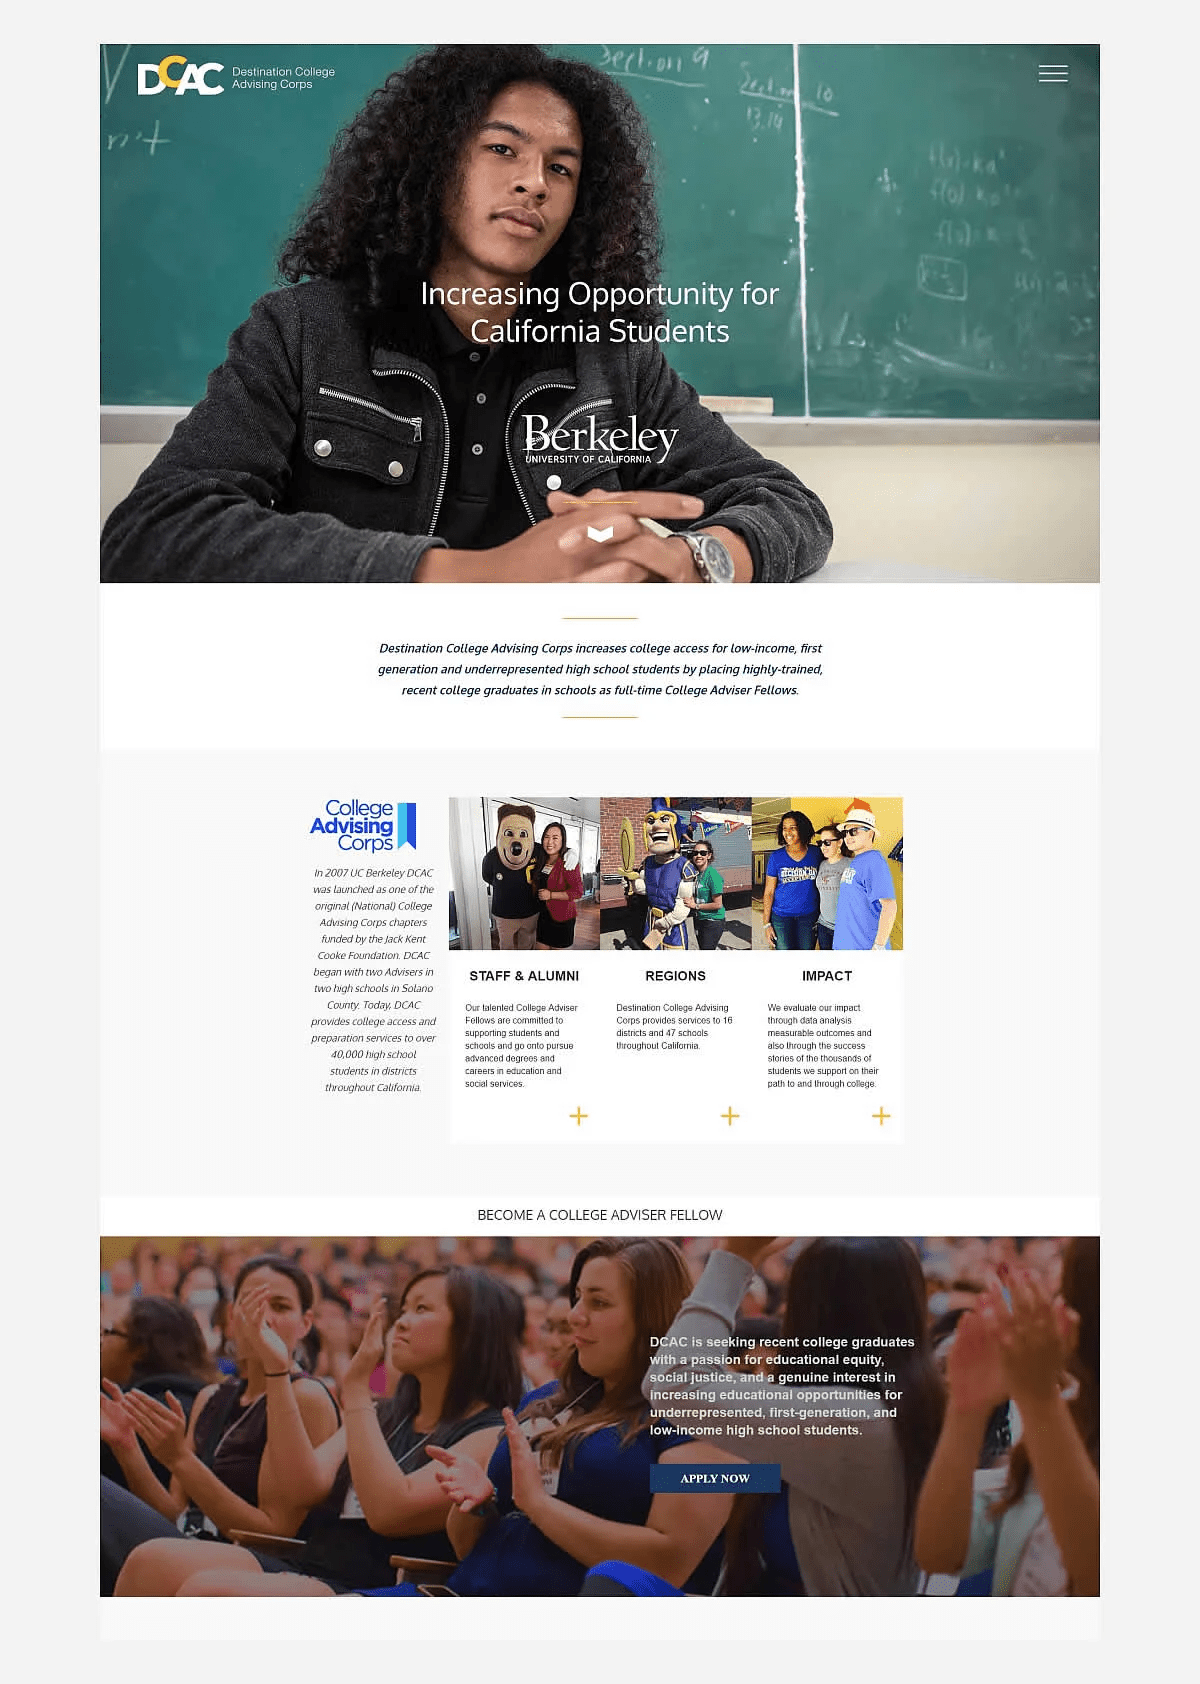 DCAC
Destination College
Advising Corps
Section 9
Section 10
13,14
Increasing Opportunity for
California Students
Berkeley
UNIVERSITY OF CALIFORNIA
Destination College Advising Corps increases college access for low-income, first
generation and underrepresented high school students by placing highly-trained,
recent college graduates in schools as full-time College Adviser Fellows.
College
Advising
Corps
In 2007 UC Berkeley DCAC
was launched as one of the
original (National) College
Advising Corps chapters
funded by the Jack Kent
Cooke Foundation. DCAC
began with two Advisers in
two high schools in Solano
County. Today, DCAC
provides college access and
preparation services to over
40,000 high school
students in districts
throughout California.
STAFF & ALUMNI
Our talented College Adviser
Fellows are committed to
supporting students and
schools and go onto pursue
advanced degrees and
careers in education and
social services.
REGIONS
Destination College Advising
Corps provides services to 16
districts and 47 schools
throughout California.
IMPACT
We evaluate our impact
through data analysis
measurable outcomes and
also through the success
stories of the thousands of
students we support on their
path to and through college.
BECOME A COLLEGE ADVISER FELLOW
DCAC is seeking recent college graduates
with a passion for educational equity,
social justice, and a genuine interest in
increasing educational opportunities for
underrepresented, first-generation, and
low-income high school students.
APPLY NOW